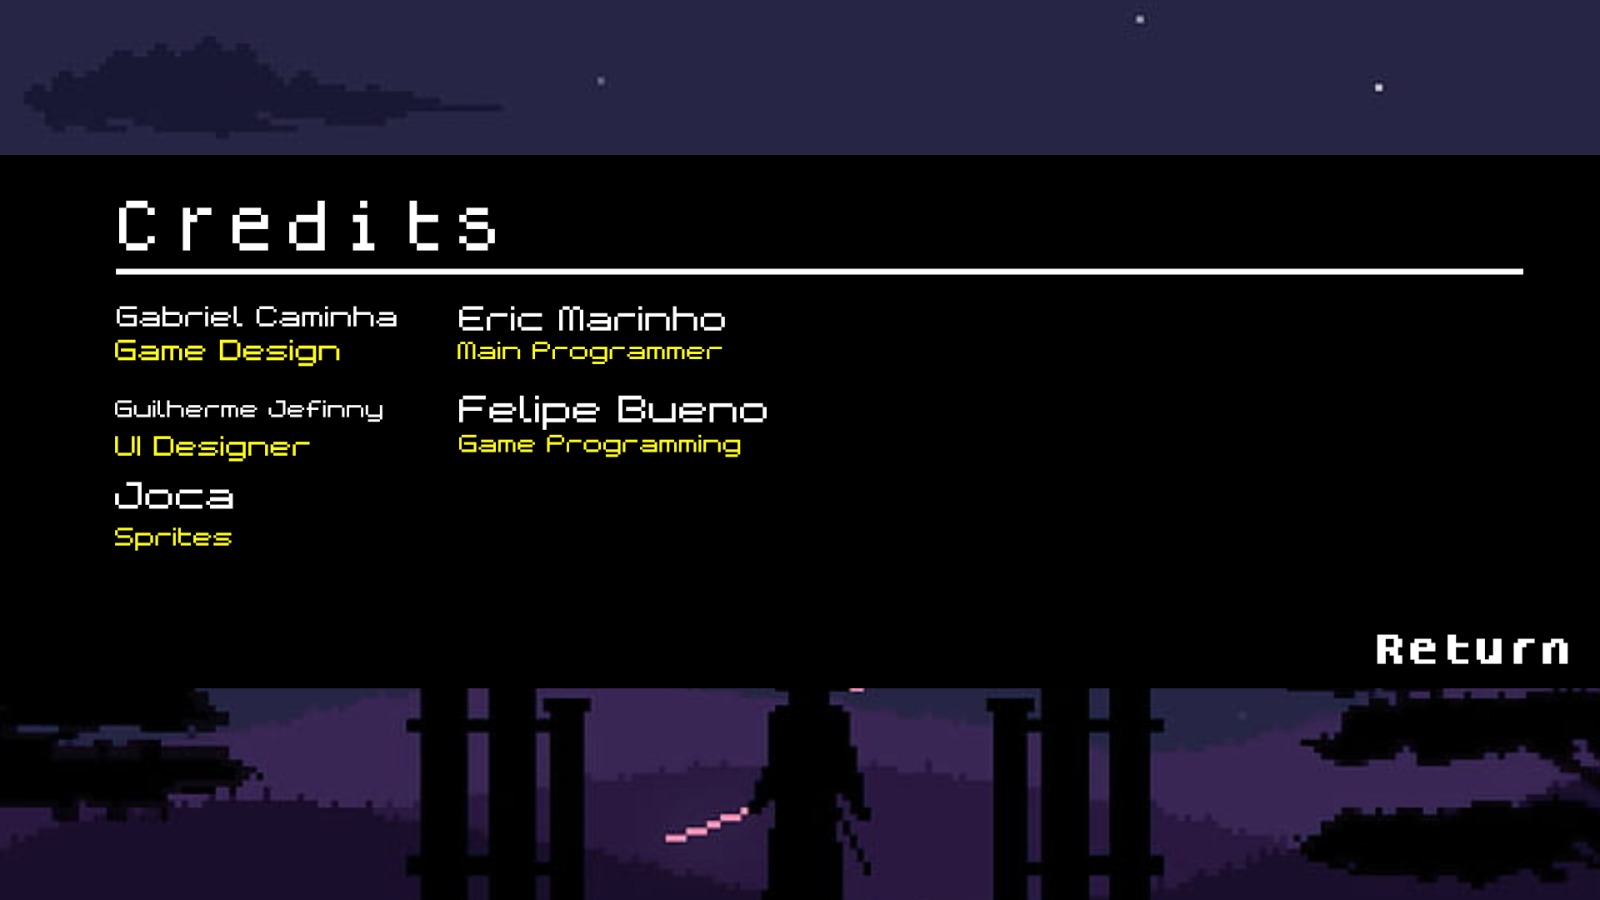 Credits
Gabriel Caminha
Game Design
Eric Marinho
Main Programmer
Guilherme Jefinny
UI Designer
Felipe Bueno
Game Programming
Joca
Sprites
Return